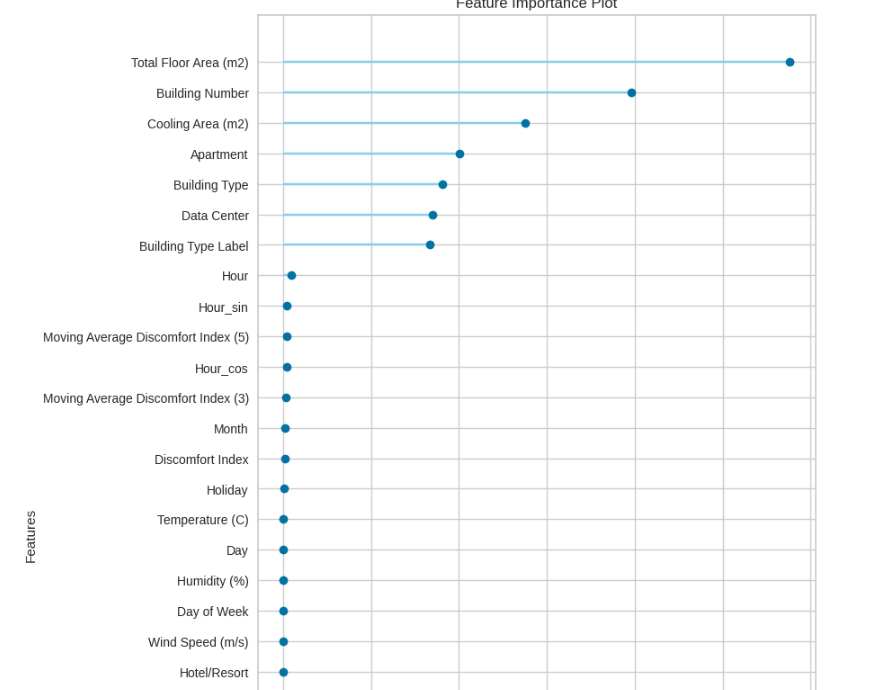 Feature Importance Plot
Total Floor Area (m2)
Building Number
Cooling Area (m2)
Apartment
Building Type
Data Center
Building Type Label
Hour
Hour_sin
Moving Average Discomfort Index (5)
Hour_cos
Moving Average Discomfort Index (3)
Month
Discomfort Index
Holiday
Temperature (C)
Day
Humidity (%)
Day of Week
Wind Speed (m/s)
Hotel/Resort
Features